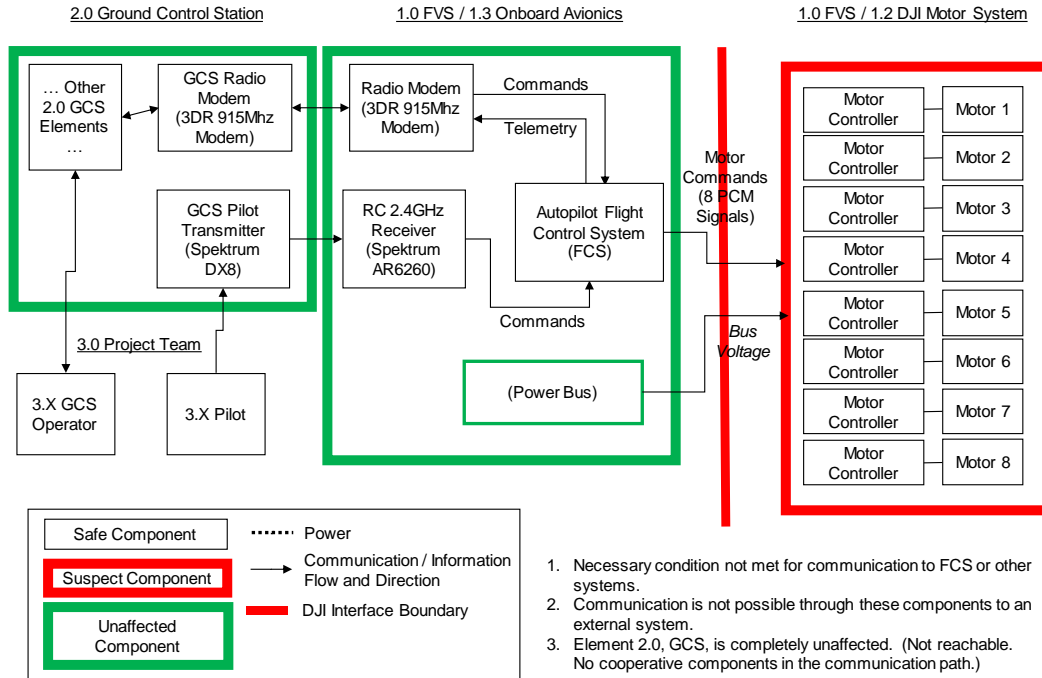 2.0 Ground Control Station
1.0 FVS / 1.3 Onboard Avionics
1.0 FVS / 1.2 DJI Motor System
… Other
2.0 GCS
Elements
…
GCS Radio
Modem
(3DR 915Mhz
Modem)
Radio Modem
(3DR 915Mhz
Modem)
Commands
Telemetry
GCS Pilot
Transmitter
(Spektrum
DX8)
RC 2.4GHz
Receiver
(Spektrum
AR6260)
Autopilot Flight
Control System
(FCS)
Commands
Motor
Commands
(8 PCM
Signals)
Bus
Voltage
(Power Bus)
3.0 Project Team
3.X GCS
Operator
3.X Pilot
Motor
Controller
Motor 1
Motor
Controller
Motor 2
Motor
Controller
Motor 3
Motor
Controller
Motor 4
Motor
Controller
Motor 5
Motor
Controller
Motor 6
Motor
Controller
Motor 7
Motor
Controller
Motor 8
Safe Component
Suspect Component
Unaffected
Component
Power
Communication / Information
Flow and Direction
DJI Interface Boundary
1. Necessary condition not met for communication to FCS or other
systems.
2. Communication is not possible through these components to an
external system.
3. Element 2.0, GCS, is completely unaffected. (Not reachable.
No cooperative components in the communication path.)